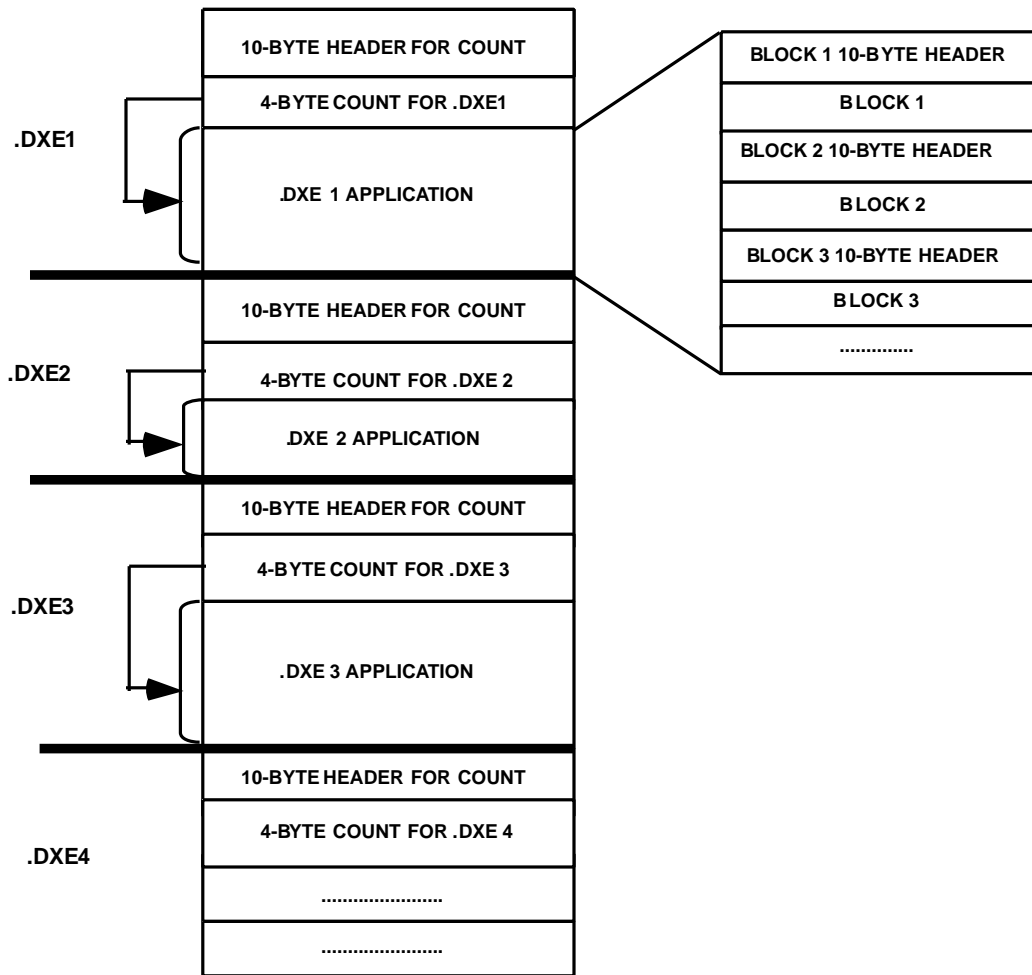 10-BYTE HEADER FOR COUNT
4-BYTE COUNT FOR .DXE1
.DXE1
.DXE 1 APPLICATION
BLOCK 1 10-BYTE HEADER
BLOCK 1
BLOCK 2 10-BYTE HEADER
BLOCK 2
BLOCK 3 10-BYTE HEADER
BLOCK 3
..............
10-BYTE HEADER FOR COUNT
.DXE2
4-BYTE COUNT FOR .DXE 2
.DXE 2 APPLICATION
10-BYTE HEADER FOR COUNT
4-BYTE COUNT FOR .DXE 3
.DXE3
.DXE 3 APPLICATION
10-BYTE HEADER FOR COUNT
4-BYTE COUNT FOR .DXE 4
.DXE4
.......................
.......................